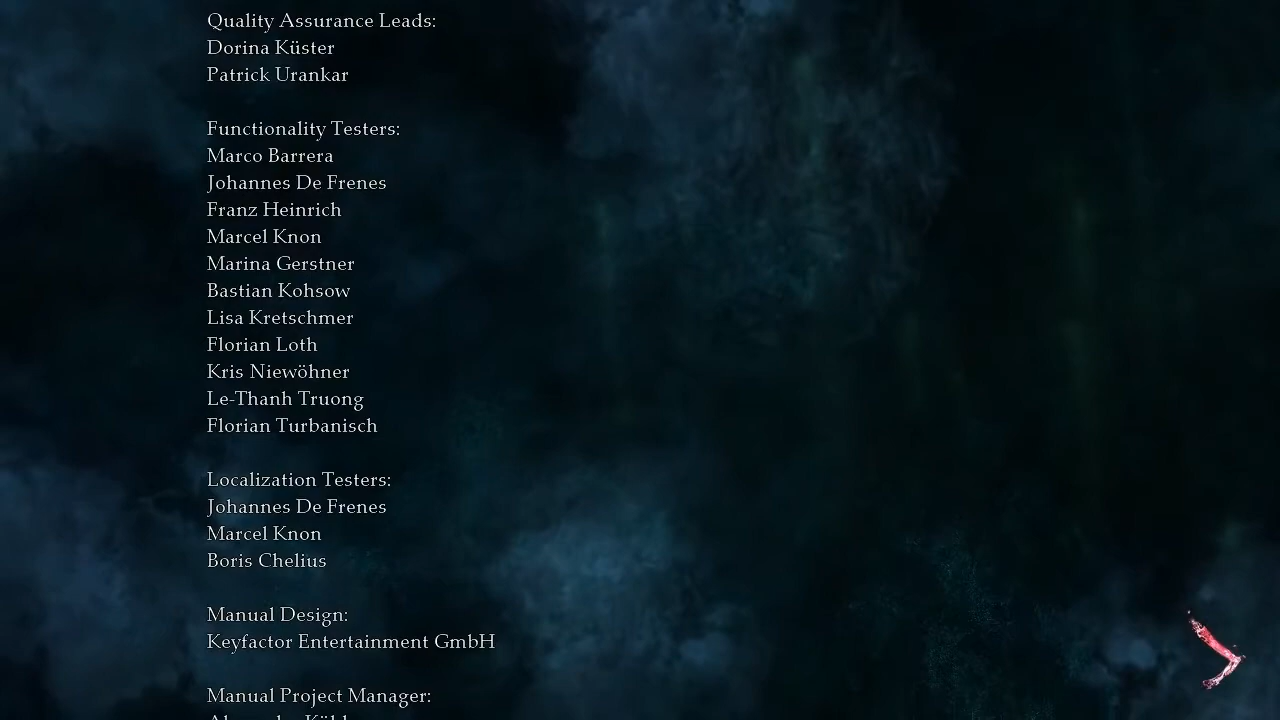 Quality Assurance Leads:
Dorina Küster
Patrick Urankar
Functionality Testers:
Marco Barrera
Johannes De Frenes
Franz Heinrich
Marcel Knon
Marina Gerstner
Bastian Kohsow
Lisa Kretschmer
Florian Loth
Kris Niewöhner
Le-Thanh Truong
Florian Turbanisch
Localization Testers:
Johannes De Frenes
Marcel Knon
Boris Chelius
Manual Design:
Keyfactor Entertainment GmbH
Manual Project Manager: